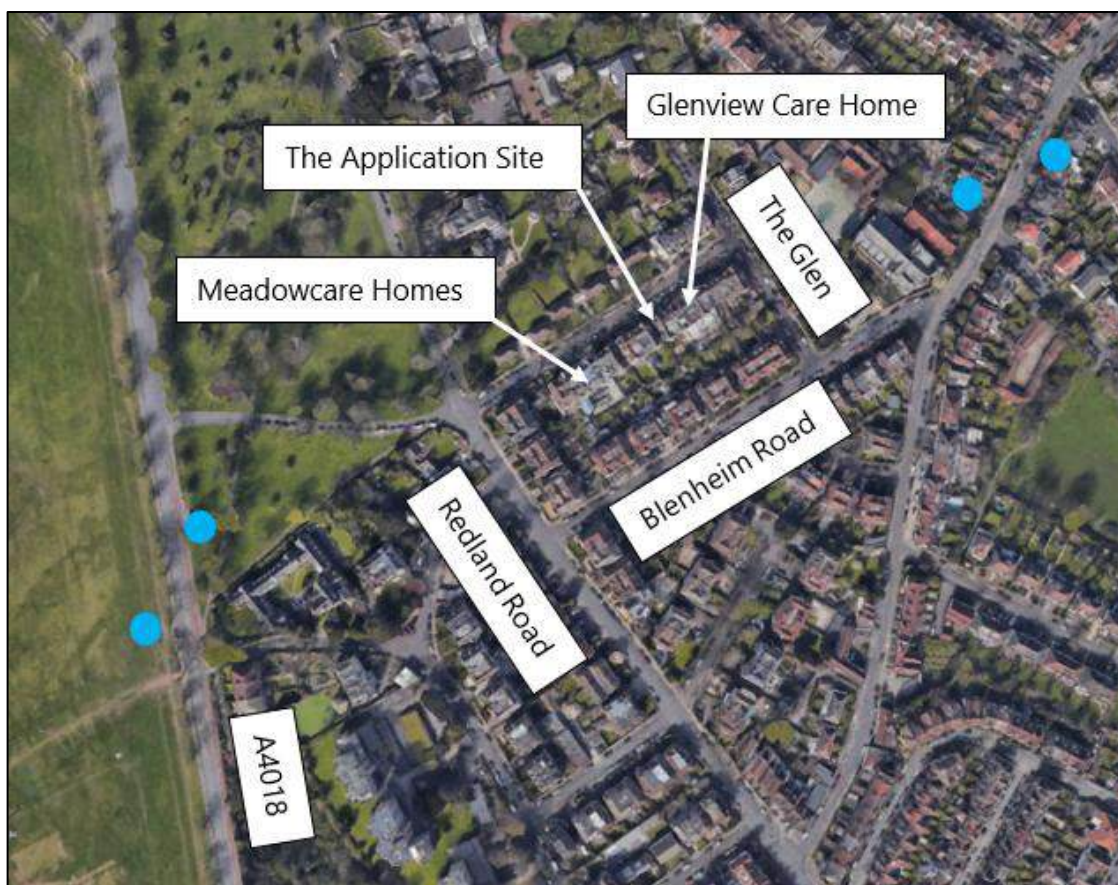 Glenview Care Home
The Application Site
The Glen
Meadowcare Homes
Blenheim Road
Redland Road
A4018